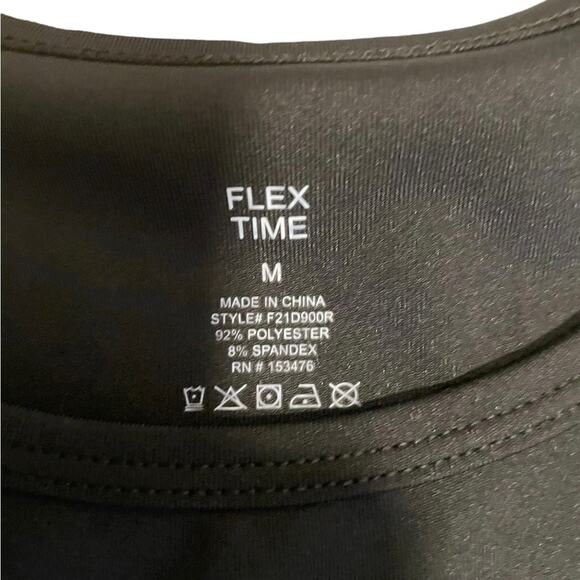 FLEX
TIME
M
MADE IN CHINA
STYLE# F21D900R
92% POLYESTER
8% SPANDEX
RN # 153476